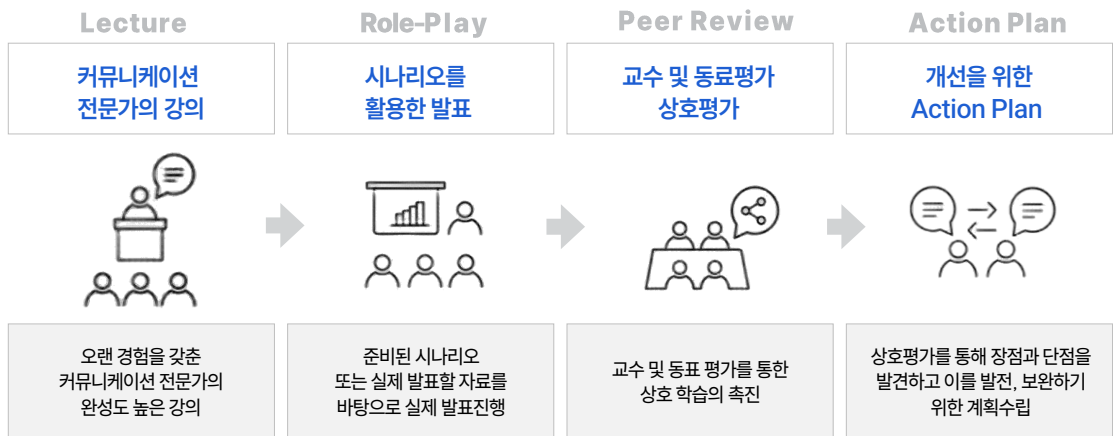 Lecture
커뮤니케이션
전문가의 강의
오랜 경험을 갖춘
커뮤니케이션 전문가의
완성도 높은 강의
Role-Play
시나리오를
활용한 발표
준비된 시나리오
또는 실제 발표할 자료를
바탕으로 실제 발표진행
Peer Review
교수 및 동료평가
상호평가
교수 및 동표 평가를 통한
상호 학습의 촉진
Action Plan
개선을 위한
Action Plan
상호평가를 통해 장점과 단점을
발견하고 이를 발전, 보완하기
위한 계획수립